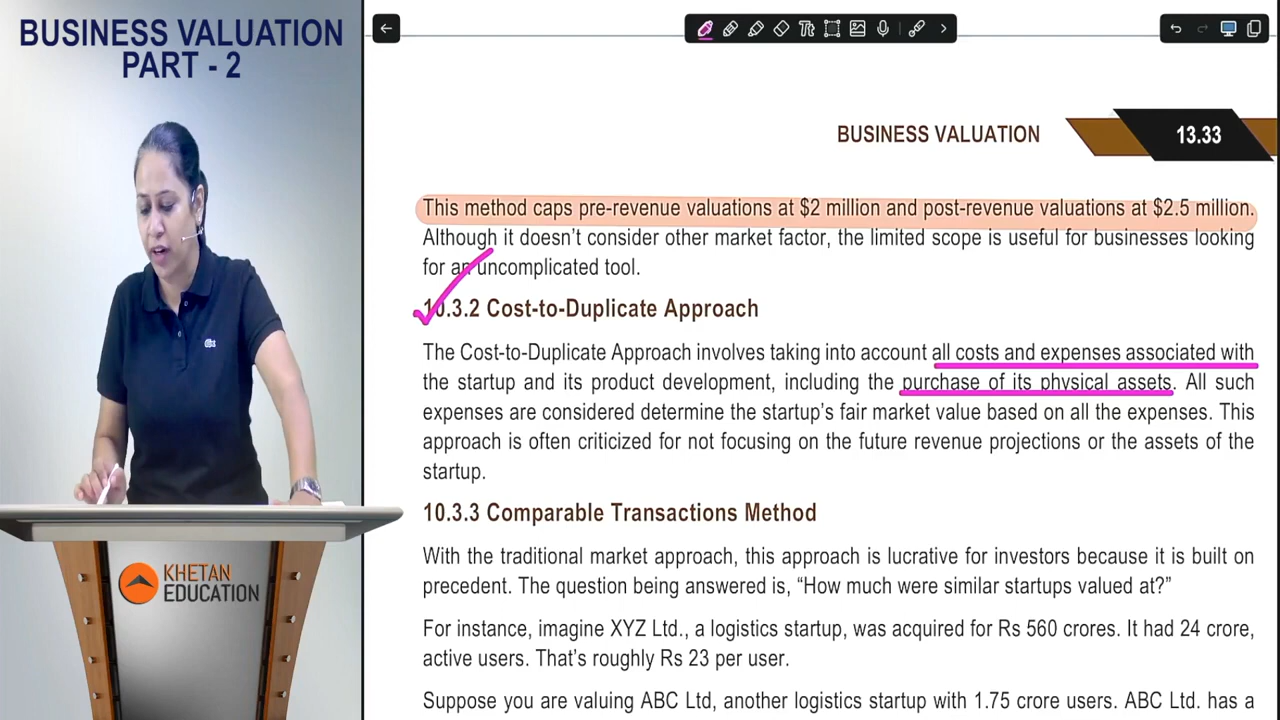 BUSINESS VALUATION
PART - 2
BUSINESS VALUATION
13.33
This method caps pre-revenue valuations at $2 million and post-revenue valuations at $2.5 million.
Although it doesn't consider other market factor, the limited scope is useful for businesses looking
for an uncomplicated tool.
10.3.2 Cost-to-Duplicate Approach
The Cost-to-Duplicate Approach involves taking into account all costs and expenses associated with
the startup and its product development, including the purchase of its physical assets. All such
expenses are considered determine the startup's fair market value based on all the expenses. This
approach is often criticized for not focusing on the future revenue projections or the assets of the
startup.
10.3.3 Comparable Transactions Method
With the traditional market approach, this approach is lucrative for investors because it is built on
precedent. The question being answered is, “How much were similar startups valued at?”
For instance, imagine XYZ Ltd., a logistics startup, was acquired for Rs 560 crores. It had 24 crore,
active users. That's roughly Rs 23 per user.
Suppose you are valuing ABC Ltd, another logistics startup with 1.75 crore users. ABC Ltd. has a
KHETAN
EDUCATION